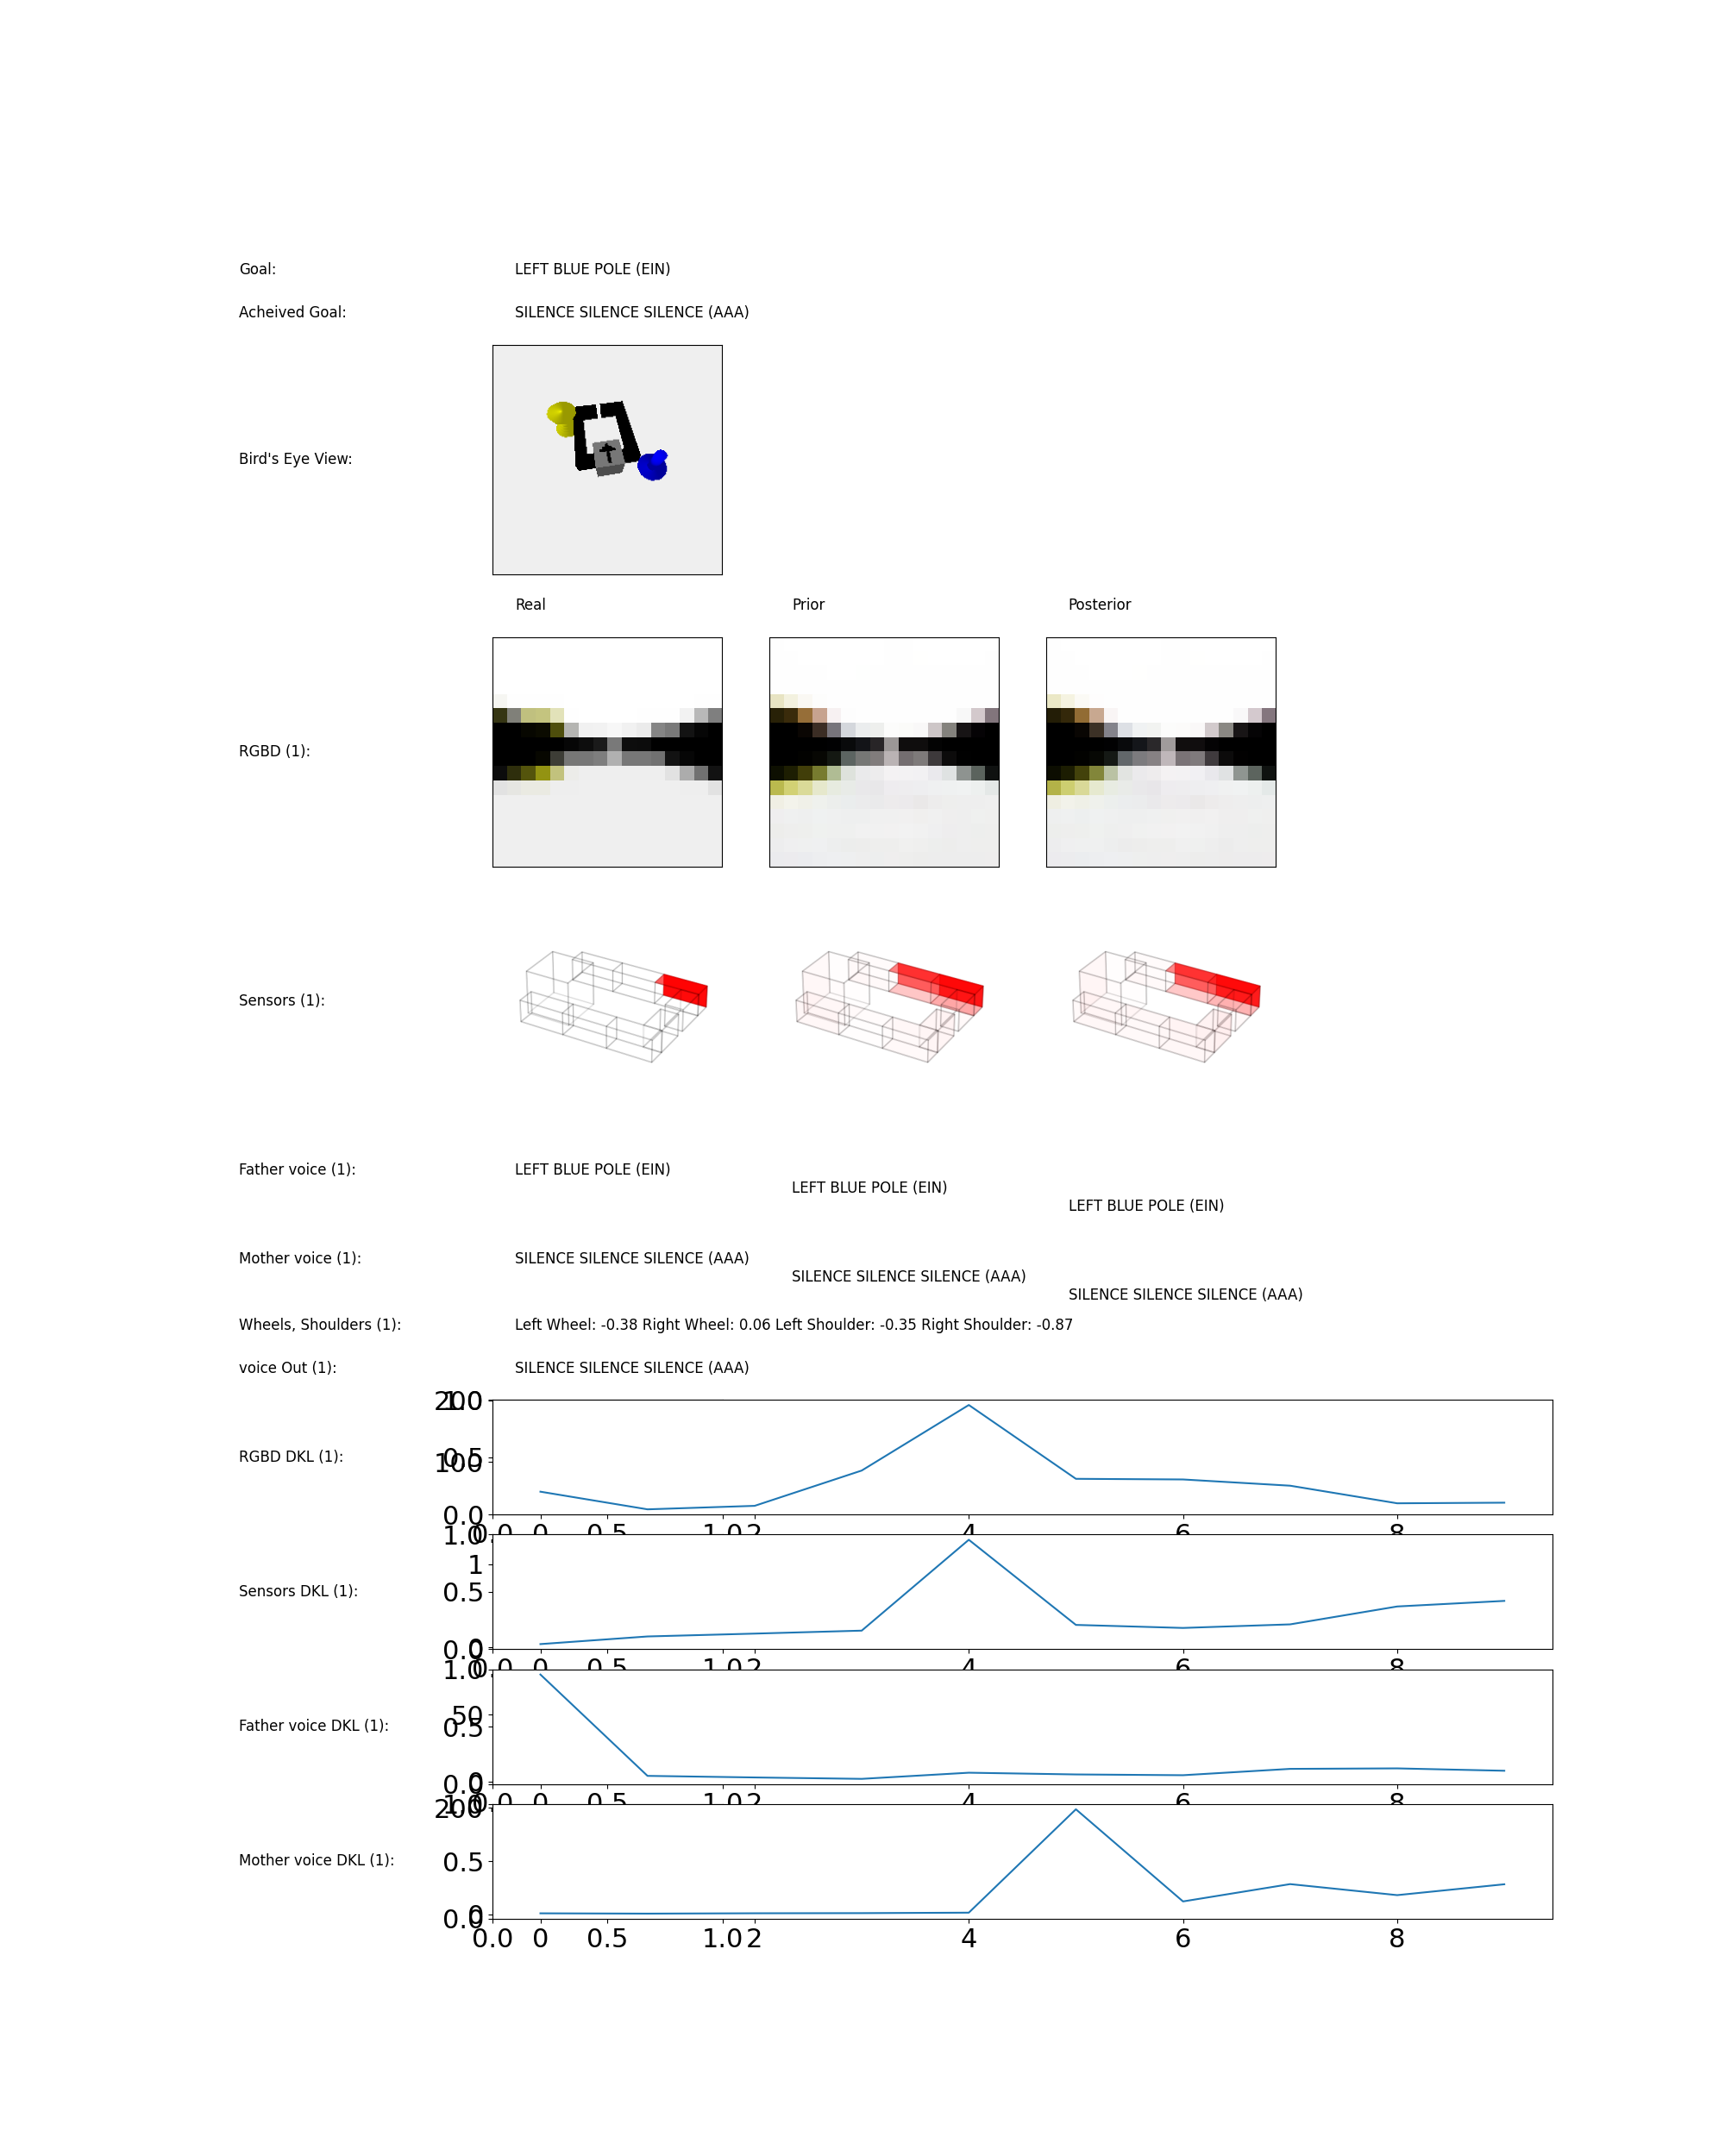 Goal: LEFT BLUE POLE (EIN)
Acheived Goal: SILENCE SILENCE SILENCE (AAA)
Bird's Eye View:
Real Prior Posterior
RGBD (1):
Sensors (1):
Father voice (1): LEFT BLUE POLE (EIN)
LEFT BLUE POLE (EIN)
LEFT BLUE POLE (EIN)
Mother voice (1): SILENCE SILENCE SILENCE (AAA)
SILENCE SILENCE SILENCE (AAA)
SILENCE SILENCE SILENCE (AAA)
Wheels, Shoulders (1): Left Wheel: -0.38 Right Wheel: 0.06 Left Shoulder: -0.35 Right Shoulder: -0.87
voice Out (1): SILENCE SILENCE SILENCE (AAA)
200 1.0
RGBD DKL (1): 100 0.5
0.0
0.0 0 0.5 1.0 2 4 6 8
1.0
1
Sensors DKL (1): 0.5
0.0 0
0.0 0 0.5 1.0 2 4 6 8
1.0
50
Father voice DKL (1): 0.5
0.0 0
0.0 0 0.5 1.0 2 4 6 8
200 1.0
Mother voice DKL (1): 0.5
0.0 0
0.0 0 0.5 1.0 2 4 6 8